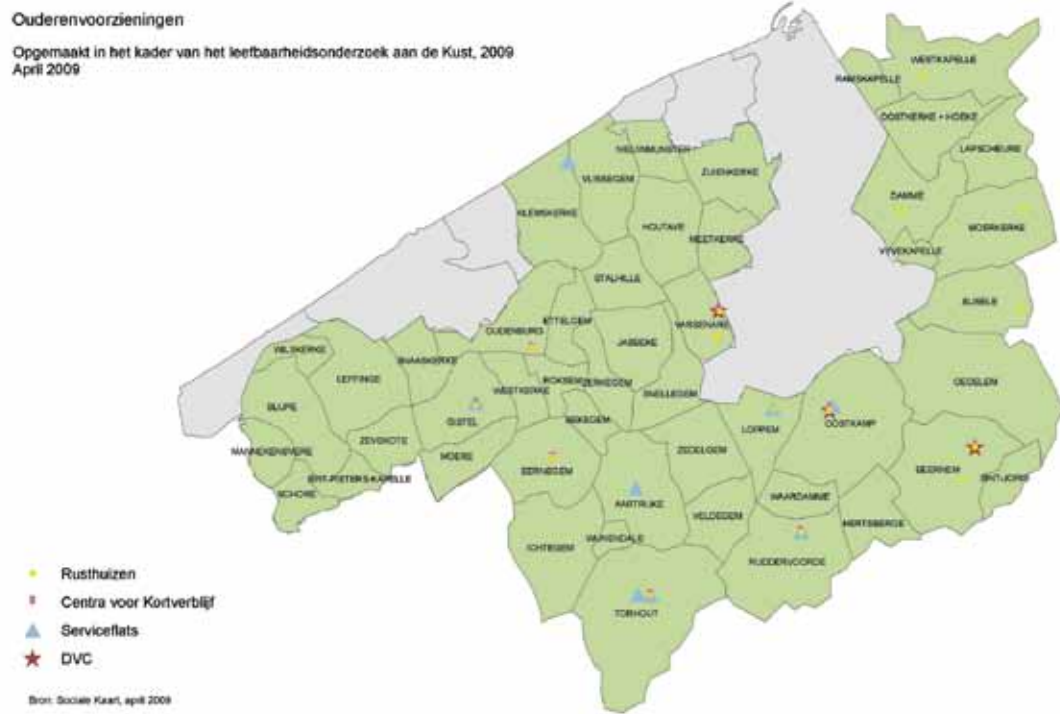 Ouderenvoorzieningen
Opgemaakt in het kader van het leefbaarheidsonderzoek aan de Kust, 2009
April 2009
WESTKAPELLE
RAMSKAPELLE
OOSTKERKE + HOEKE
LAPSCHEURE
ZUIENKERKE
VLISSEGEM
DAMME
KLEMSKERKE
HOUTAVE
MOERKERKE
MEETKERKE
VIVEKAPELLE
STALHILLE
SIJSELE
ETTELGEM
OUDENBURG
VARSENARE
JABBEKE
WILSKERKE
SNAASKERKE
LEFFINGE
ROKSEM
ZERKEGEM
OEDELEM
WESTKERKE
SNELLEGEM
SLIJPE
GISTEL
BEKEGEM
LOPPEM
OOSTKAMP
ZEVEKOTE
MANNEKENSVERE
ZEDELGEM
MOERE
EERNEGEM
BEERNEM
SINT-JORIS
SINT-PIETERS-KAPELLE
SCHORE
WAARDAMME
AARTRIJKE
VELDEGEM
HERTSBERGE
WIJNENDALE
ICHTEGEM
RUDDERVOORDE
TORHOUT
Rusthuizen
Centra voor Kortverblijf
Serviceflats
DVC
Bron: Sociale Kaart, april 2009